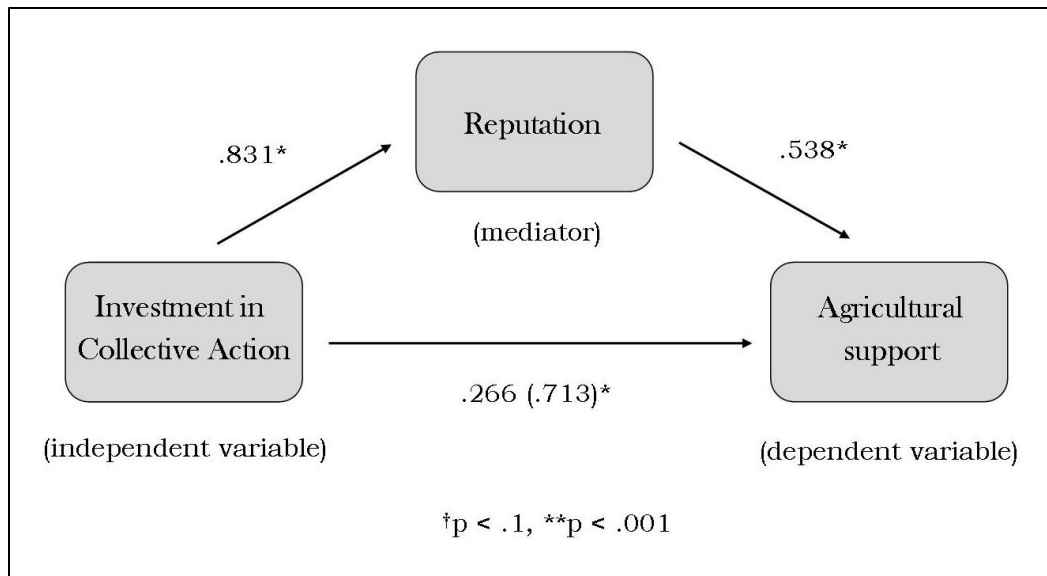 Reputation
.831*
.538*
(mediator)
Investment in
Collective Action
Agricultural
support
.266 (.713)*
(independent variable)
(dependent variable)
†p < .1, **p < .001